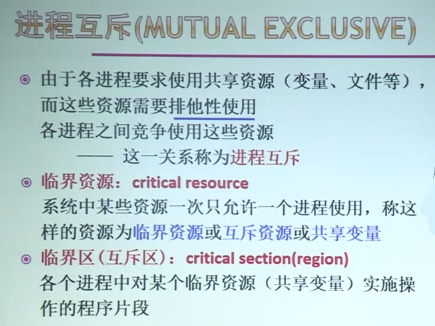 进程互斥(MUTUAL EXCLUSIVE)
由于各进程要求使用共享资源（变量、文件等），
而这些资源需要排他性使用
各进程之间竞争使用这些资源
—— 这一关系称为进程互斥
临界资源：critical resource
系统中某些资源一次只允许一个进程使用，称这
样的资源为临界资源或互斥资源或共享变量
临界区(互斥区)：critical section(region)
各个进程中对某个临界资源（共享变量）实施操
作的程序片段